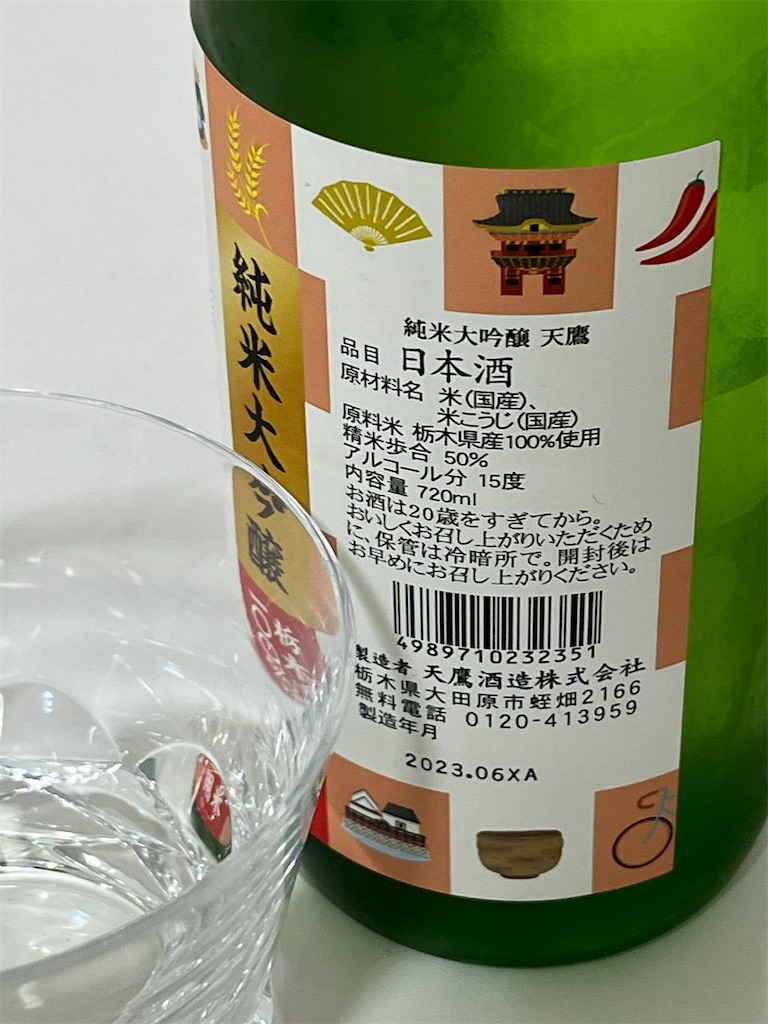 純米大吟醸
栃木
100%
純米大吟醸 天鷹
品目 日本酒
原材料名 米(国産)、
米こうじ(国産)
原料米 栃木県産100%使用
精米歩合 50%
アルコール分 15度
内容量 720ml
お酒は20歳をすぎてから。
おいしくお召し上がりいただくため
に、保管は冷暗所で。開封後は
お早めにお召し上がりください。
4989710232351
製造者 天鷹酒造株式会社
栃木県大田原市蛭畑2166
無料電話 0120-413959
製造年月
2023.06XA